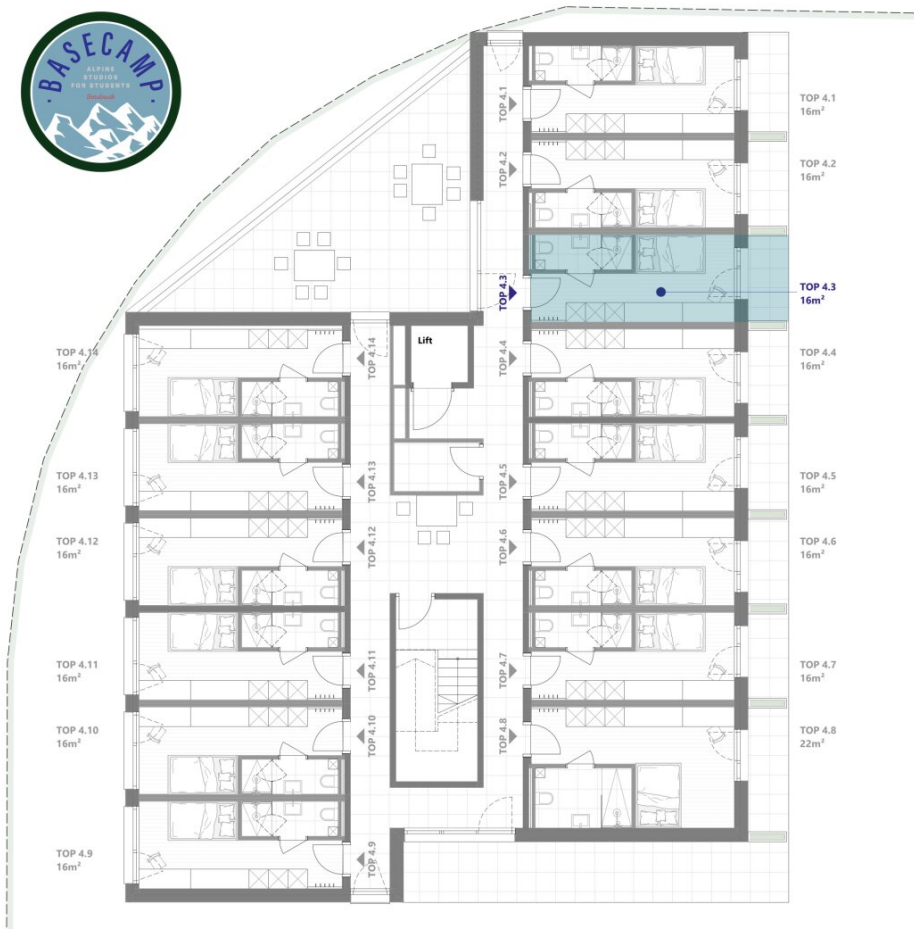 BASECAMP
ALPINE
STUDIOS
FOR STUDENTS
TOP 4.1
TOP 4.1
16m²
TOP 4.2
TOP 4.2
16m²
TOP 4.3
TOP 4.3
16m²
Lift
TOP 4.14
16m²
TOP 4.14
TOP 4.4
TOP 4.4
16m²
TOP 4.13
16m²
TOP 4.13
TOP 4.5
TOP 4.5
16m²
TOP 4.12
16m²
TOP 4.12
TOP 4.6
TOP 4.6
16m²
TOP 4.11
16m²
TOP 4.11
TOP 4.7
TOP 4.7
16m²
TOP 4.10
16m²
TOP 4.10
TOP 4.8
TOP 4.8
22m²
TOP 4.9
16m²
TOP 4.9